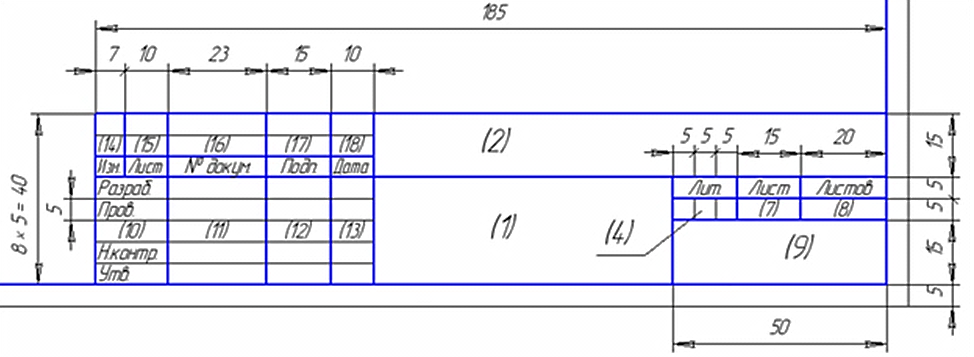 185
7 10 23 15 10
(2) 5 5 5 15 20 15
(14) (15) (16) (17) (18)
Изм. Лист № докум. Подп. Дата
Разраб. Лит. Лист Листов 5
8 x 5 = 40 5 Пров. (7) (8) 5
(10) (11) (12) (13) (1) (4) (9) 15
Н.контр.
Утв.
5
50